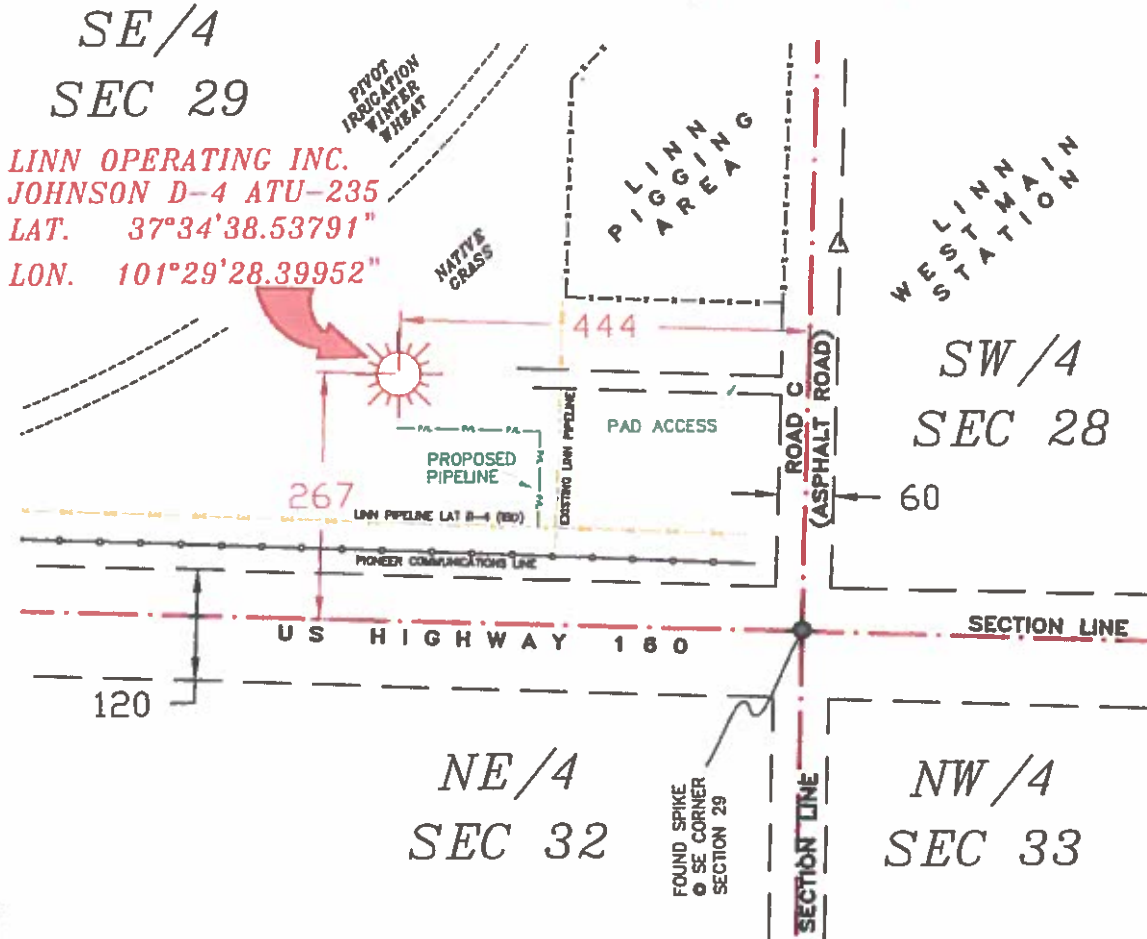 SE/4
SEC 29
LINN OPERATING INC.
JOHNSON D-4 ATU-235
LAT. 37°34'38.53791"
LON. 101°29'28.39952"
PIVOT
IRRIGATION
WINTER
WHEAT
NATIVE
GRASS
LINN
PIGGING
AREA
LINN
WEST MAIN
STATION
444
SW/4
SEC 28
ROAD C
(ASPHALT ROAD)
PAD ACCESS
EXISTING LINN PIPELINE
PROPOSED
PIPELINE
P/L P/L P/L
267
60
LINN PIPELINE LAT D-4
PIONEER COMMUNICATIONS LINE
US HIGHWAY 160
SECTION LINE
120
NE/4
SEC 32
FOUND SPIKE
@ SE CORNER
SECTION 29
SECTION LINE
NW/4
SEC 33